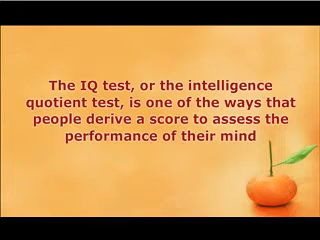 The IQ test, or the intelligence
quotient test, is one of the ways that
people derive a score to assess the
performance of their mind